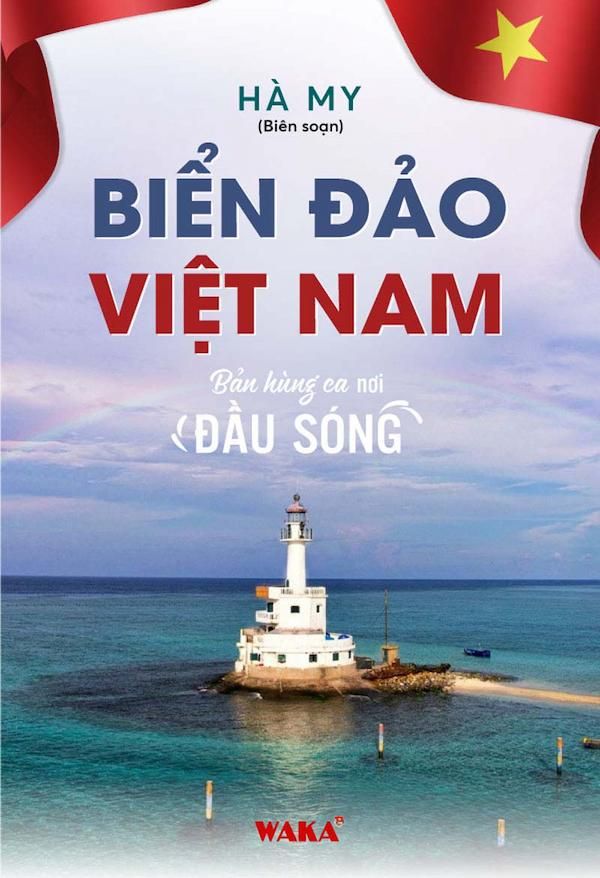 HÀ MY
(Biên soạn)
BIỂN ĐẢO
VIỆT NAM
Bản hùng ca nơi
ĐẦU SÓNG
WAKA